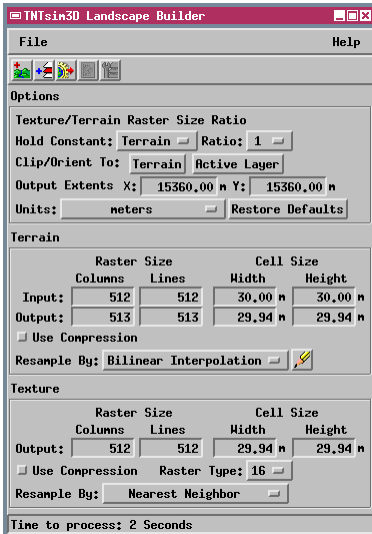 TNTsim3D Landscape Builder
File Help
Options
Texture/Terrain Raster Size Ratio
Hold Constant: Terrain Ratio: 1
Clip/Orient To: Terrain Active Layer
Output Extents X: 15360.00 m Y: 15360.00 m
Units: meters Restore Defaults
Terrain
Raster Size Cell Size
Columns Lines Width Height
Input: 512 512 30.00 m 30.00 m
Output: 513 513 29.94 m 29.94 m
Use Compression
Resample By: Bilinear Interpolation
Texture
Raster Size Cell Size
Columns Lines Width Height
Output: 512 512 29.94 m 29.94 m
Use Compression Raster Type: 16
Resample By: Nearest Neighbor
Time to process: 2 Seconds